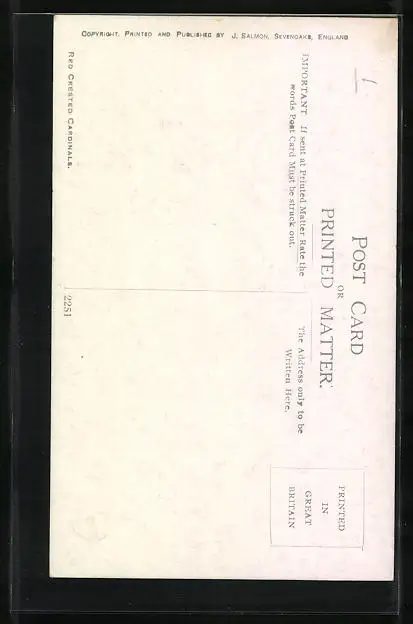 POST CARD
OR
PRINTED MATTER.
IMPORTANT If sent at Printed Matter Rate the
words Post Card Must be struck out.
The Address only to be
Written Here.
PRINTED
IN
GREAT
BRITAIN
COPYRIGHT. PRINTED AND PUBLISHED BY J. SALMON, SEVENOAKS, ENGLAND
RED CRESTED CARDINALS.
2251
1